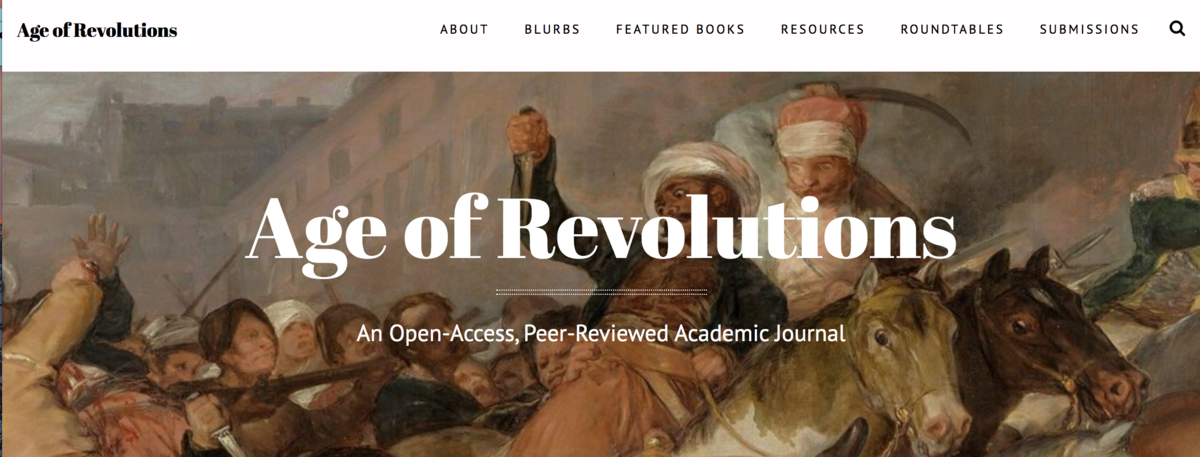 Age of Revolutions
ABOUT BLURBS FEATURED BOOKS RESOURCES ROUNDTABLES SUBMISSIONS
Age of Revolutions
An Open-Access, Peer-Reviewed Academic Journal